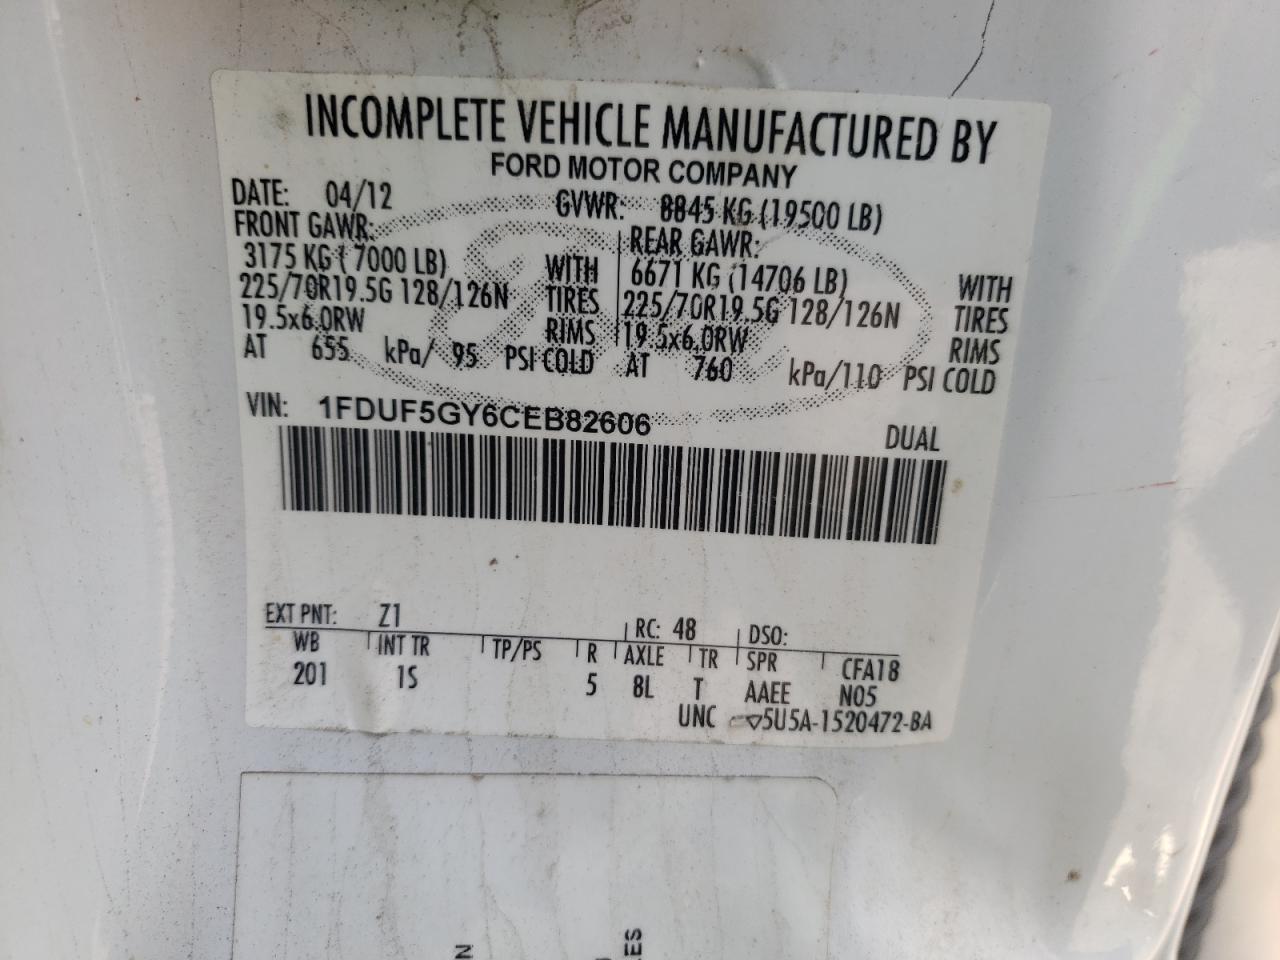 INCOMPLETE VEHICLE MANUFACTURED BY
FORD MOTOR COMPANY
DATE: 04/12 GVWR: 8845 KG (19500 LB)
FRONT GAWR: REAR GAWR:
3175 KG ( 7000 LB) WITH 6671 KG (14706 LB) WITH
225/70R19.5G 128/126N TIRES 225/70R19.5G 128/126N TIRES
19.5x6.0RW RIMS 19.5x6.0RW RIMS
AT 655 kPa/ 95 PSI COLD AT 760 kPa/110 PSI COLD
VIN: 1FDUF5GY6CEB82606
DUAL
EXT PNT: Z1 RC: 48 DSO:
WB INT TR TP/PS R AXLE TR SPR CFA18
201 1S 5 8L T AAEE N05
UNC 5U5A-1520472-BA